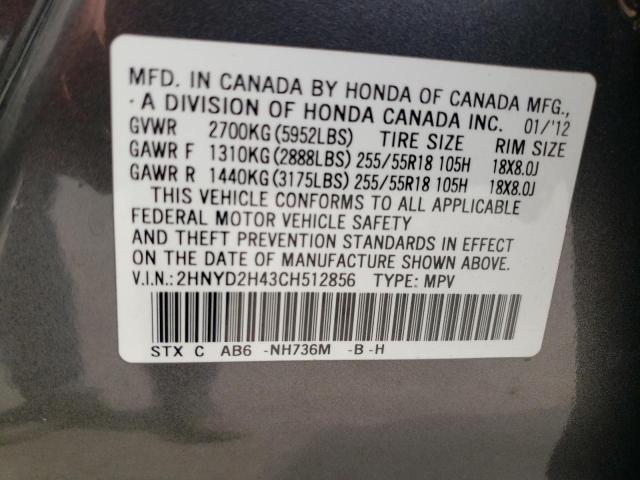 MFD. IN CANADA BY HONDA OF CANADA MFG.,
A DIVISION OF HONDA CANADA INC. 01/'12
GVWR 2700KG(5952LBS) TIRE SIZE RIM SIZE
GAWR F 1310KG(2888LBS) 255/55R18 105H 18X8.0J
GAWR R 1440KG(3175LBS) 255/55R18 105H 18X8.0J
THIS VEHICLE CONFORMS TO ALL APPLICABLE
FEDERAL MOTOR VEHICLE SAFETY
AND THEFT PREVENTION STANDARDS IN EFFECT
ON THE DATE OF MANUFACTURE SHOWN ABOVE.
V.I.N.:2HNYD2H43CH512856 TYPE: MPV
STX C AB6 -NH736M -B -H